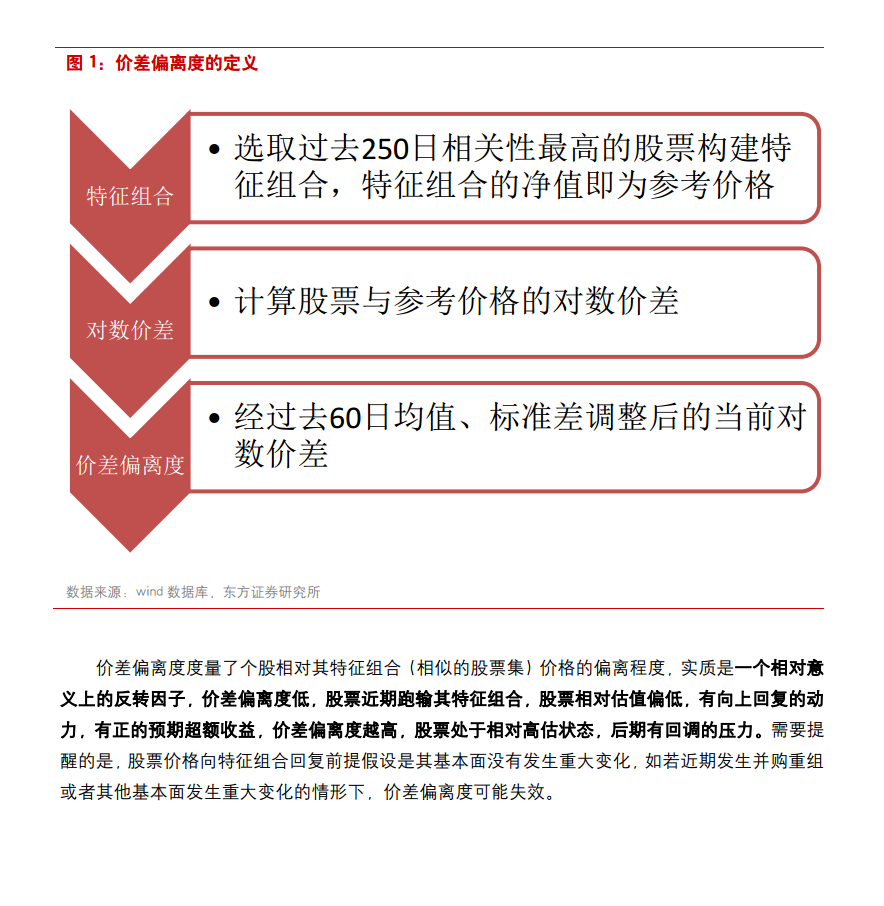 图 1：价差偏离度的定义
特征组合
• 选取过去250日相关性最高的股票构建特
征组合，特征组合的净值即为参考价格
对数价差
• 计算股票与参考价格的对数价差
价差偏离度
• 经过去60日均值、标准差调整后的当前对
数价差
数据来源：wind 数据库，东方证券研究所
价差偏离度度量了个股相对其特征组合（相似的股票集）价格的偏离程度，实质是一个相对意
义上的反转因子，价差偏离度低，股票近期跑输其特征组合，股票相对估值偏低，有向上回复的动
力，有正的预期超额收益，价差偏离度越高，股票处于相对高估状态，后期有回调的压力。需要提
醒的是，股票价格向特征组合回复前提假设是其基本面没有发生重大变化，如若近期发生并购重组
或者其他基本面发生重大变化的情形下，价差偏离度可能失效。